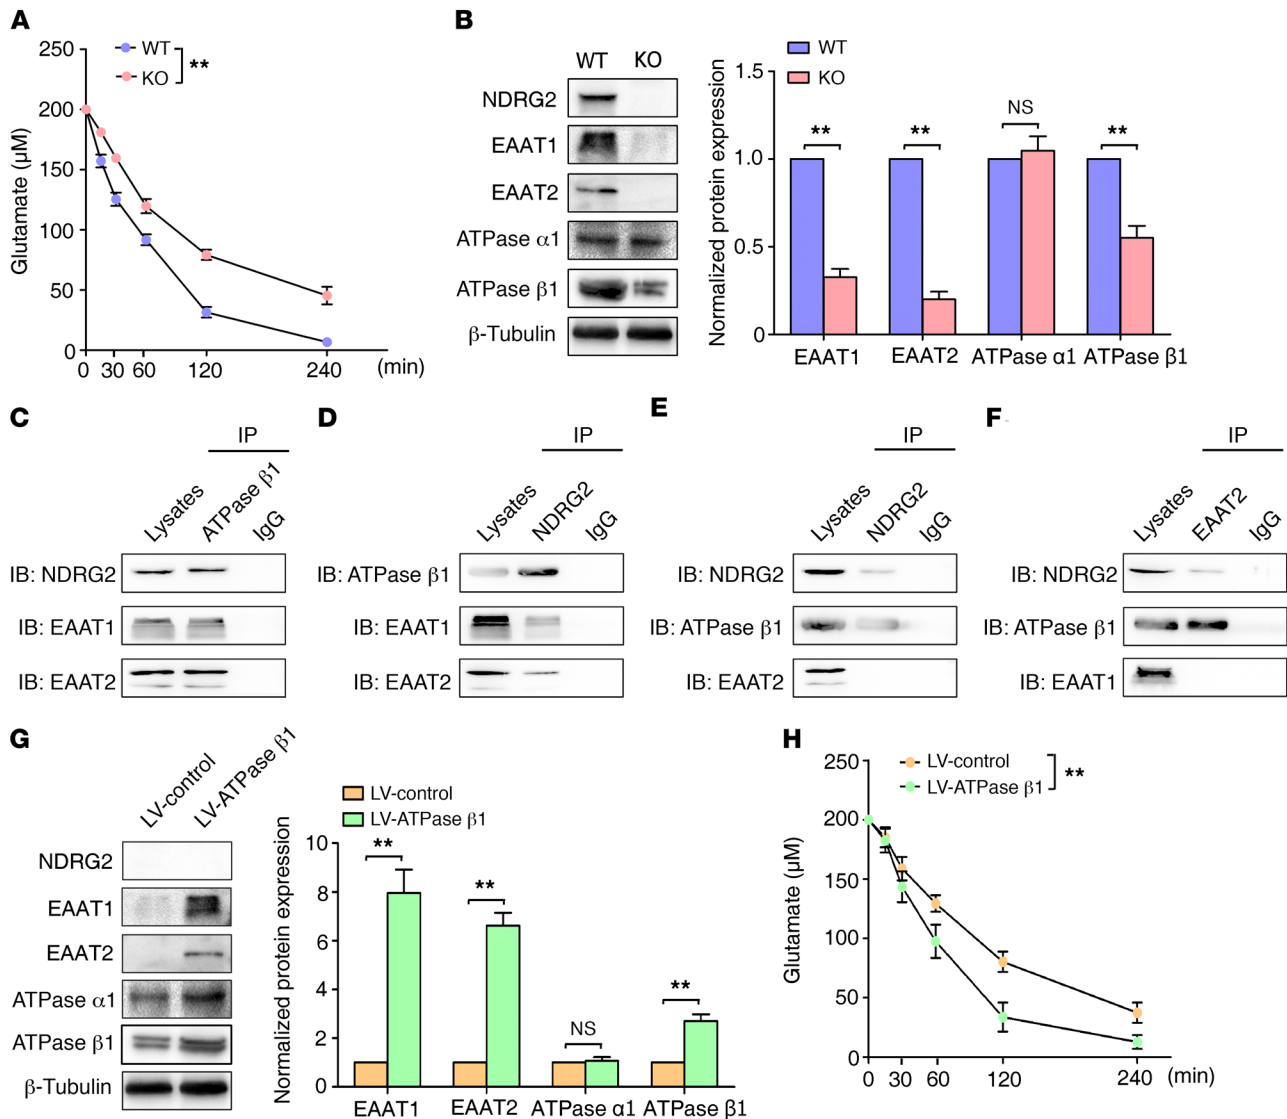 A
250
200
150
100
50
0
Glutamate (μM)
WT
KO
**
0 30 60 120 240 (min)
B
WT KO
NDRG2
EAAT1
EAAT2
ATPase α1
ATPase β1
β-Tubulin
WT
KO
Normalized protein expression
1.5
1.0
0.5
0
** ** NS **
EAAT1 EAAT2 ATPase α1 ATPase β1
C
IP
Lysates ATPase β1 IgG
IB: NDRG2
IB: EAAT1
IB: EAAT2
D
IP
Lysates NDRG2 IgG
IB: ATPase β1
IB: EAAT1
IB: EAAT2
E
IP
Lysates NDRG2 IgG
IB: NDRG2
IB: ATPase β1
IB: EAAT2
F
IP
Lysates EAAT2 IgG
IB: NDRG2
IB: ATPase β1
IB: EAAT1
G
LV-control LV-ATPase β1
NDRG2
EAAT1
EAAT2
ATPase α1
ATPase β1
β-Tubulin
LV-control
LV-ATPase β1
Normalized protein expression
10
8
6
4
2
0
** ** NS **
EAAT1 EAAT2 ATPase α1 ATPase β1
H
250
200
150
100
50
0
Glutamate (μM)
LV-control
LV-ATPase β1
**
0 30 60 120 240 (min)